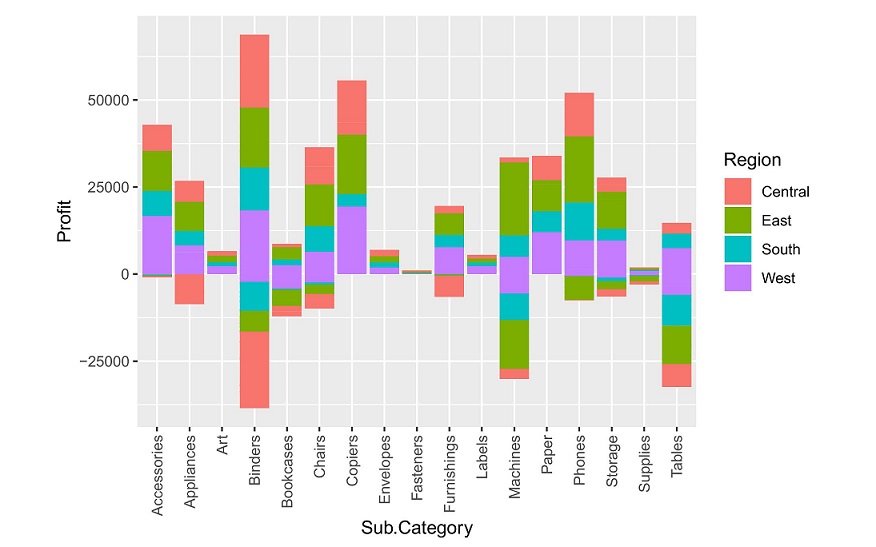 50000
25000
0
−25000
Profit
Accessories
Appliances
Art
Binders
Bookcases
Chairs
Copiers
Envelopes
Fasteners
Furnishings
Labels
Machines
Paper
Phones
Storage
Supplies
Tables
Sub.Category
Region
Central
East
South
West